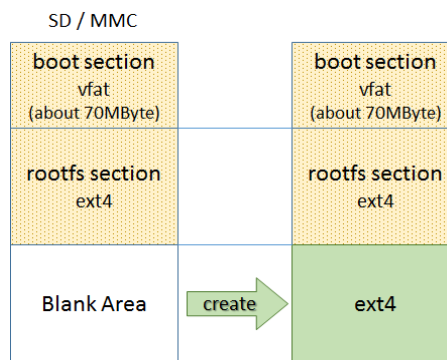 SD / MMC
boot section
vfat
(about 70MByte)
rootfs section
ext4
Blank Area
create
boot section
vfat
(about 70MByte)
rootfs section
ext4
ext4